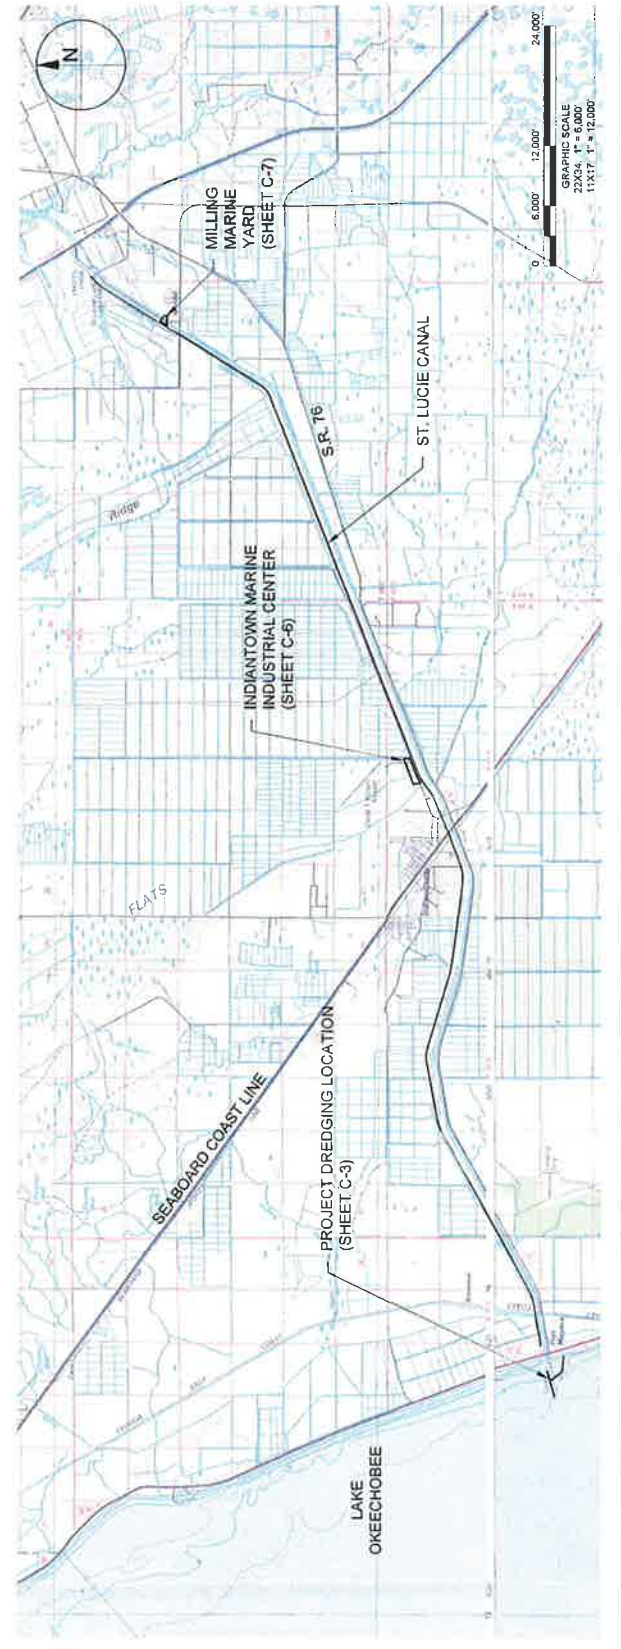 N
MILLING
MARINE
YARD
(SHEET C-7)
24,000'
12,000'
6,000'
0
GRAPHIC SCALE
22X34, 1" = 6,000'
11X17 1" = 12,000'
ST. LUCIE CANAL
S.R. 76
Ridge
INDIANTOWN MARINE
INDUSTRIAL CENTER
(SHEET C-6)
FLATS
SEABOARD COAST LINE
PROJECT DREDGING LOCATION
(SHEET C-3)
LAKE
OKEECHOBEE